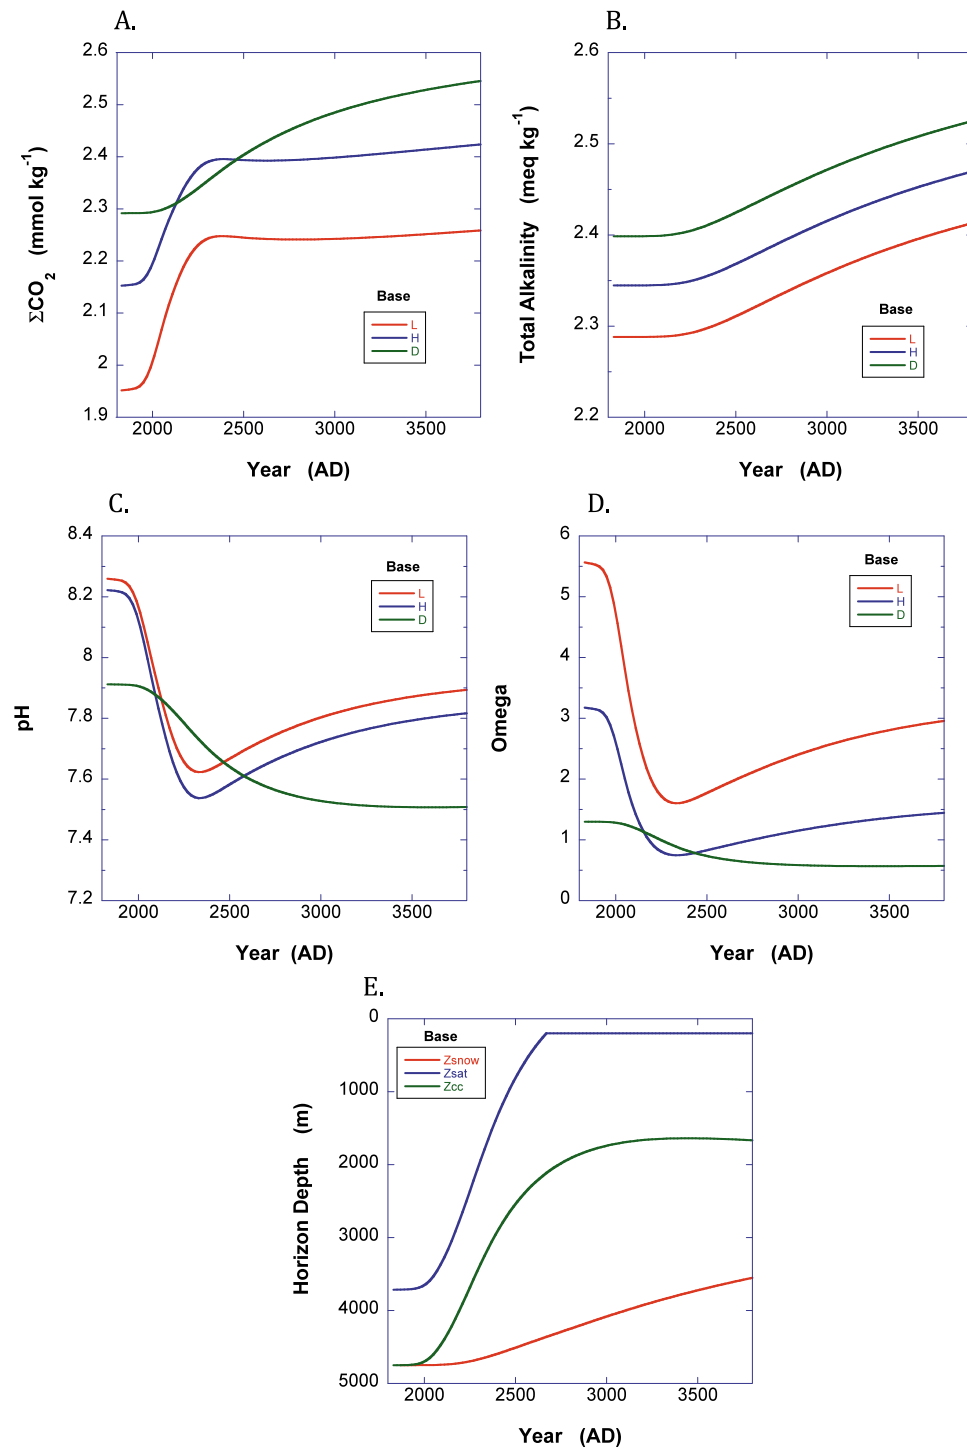 A.
2.6
2.5
2.4
2.3
2.2
2.1
2
1.9
ΣCO2 (mmol kg-1)
Base
L
H
D
2000
2500
3000
3500
Year (AD)
B.
2.6
2.5
2.4
2.3
2.2
Total Alkalinity (meq kg-1)
Base
L
H
D
2000
2500
3000
3500
Year (AD)
C.
8.4
8.2
8
7.8
7.6
7.4
7.2
pH
Base
L
H
D
2000
2500
3000
3500
Year (AD)
D.
6
5
4
3
2
1
0
Omega
Base
L
H
D
2000
2500
3000
3500
Year (AD)
E.
0
1000
2000
3000
4000
5000
Horizon Depth (m)
Base
Zsnow
Zsat
Zcc
2000
2500
3000
3500
Year (AD)